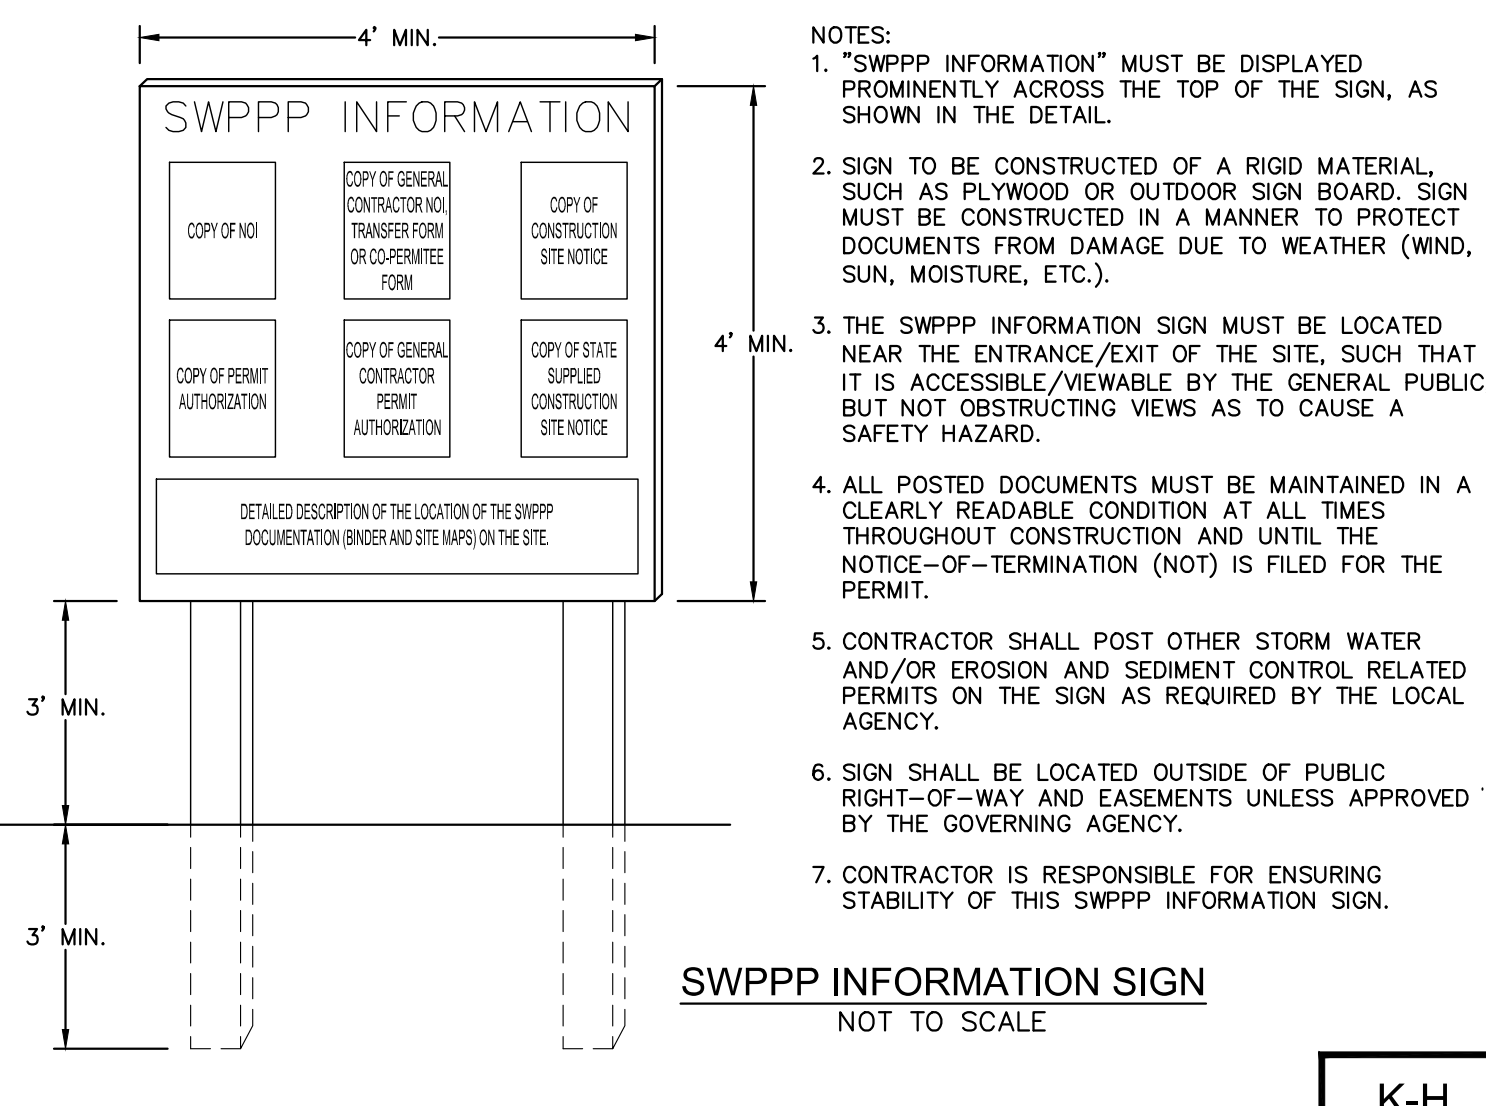 4' MIN.
SWPPP INFORMATION
COPY OF NOI
COPY OF GENERAL
CONTRACTOR NOI,
TRANSFER FORM
OR CO-PERMITEE
FORM
COPY OF
CONSTRUCTION
SITE NOTICE
COPY OF PERMIT
AUTHORIZATION
COPY OF GENERAL
CONTRACTOR
PERMIT
AUTHORIZATION
COPY OF STATE
SUPPLIED
CONSTRUCTION
SITE NOTICE
DETAILED DESCRIPTION OF THE LOCATION OF THE SWPPP
DOCUMENTATION (BINDER AND SITE MAPS) ON THE SITE.
4' MIN.
3' MIN.
3' MIN.
NOTES:
1. "SWPPP INFORMATION" MUST BE DISPLAYED
PROMINENTLY ACROSS THE TOP OF THE SIGN, AS
SHOWN IN THE DETAIL.
2. SIGN TO BE CONSTRUCTED OF A RIGID MATERIAL,
SUCH AS PLYWOOD OR OUTDOOR SIGN BOARD. SIGN
MUST BE CONSTRUCTED IN A MANNER TO PROTECT
DOCUMENTS FROM DAMAGE DUE TO WEATHER (WIND,
SUN, MOISTURE, ETC.).
3. THE SWPPP INFORMATION SIGN MUST BE LOCATED
NEAR THE ENTRANCE/EXIT OF THE SITE, SUCH THAT
IT IS ACCESSIBLE/VIEWABLE BY THE GENERAL PUBLIC
BUT NOT OBSTRUCTING VIEWS AS TO CAUSE A
SAFETY HAZARD.
4. ALL POSTED DOCUMENTS MUST BE MAINTAINED IN A
CLEARLY READABLE CONDITION AT ALL TIMES
THROUGHOUT CONSTRUCTION AND UNTIL THE
NOTICE-OF-TERMINATION (NOT) IS FILED FOR THE
PERMIT.
5. CONTRACTOR SHALL POST OTHER STORM WATER
AND/OR EROSION AND SEDIMENT CONTROL RELATED
PERMITS ON THE SIGN AS REQUIRED BY THE LOCAL
AGENCY.
6. SIGN SHALL BE LOCATED OUTSIDE OF PUBLIC
RIGHT-OF-WAY AND EASEMENTS UNLESS APPROVED
BY THE GOVERNING AGENCY.
7. CONTRACTOR IS RESPONSIBLE FOR ENSURING
STABILITY OF THIS SWPPP INFORMATION SIGN.
SWPPP INFORMATION SIGN
NOT TO SCALE
K-H